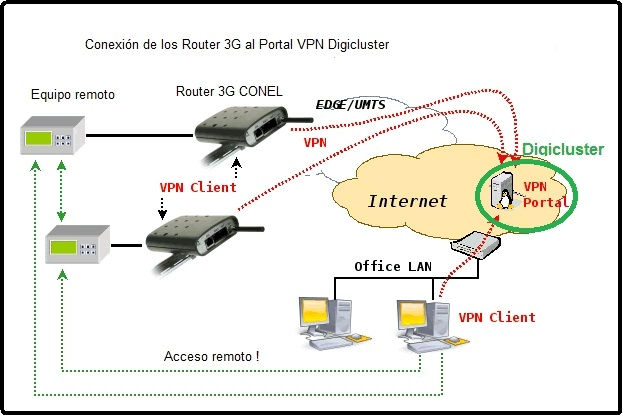 Conexión de los Router 3G al Portal VPN Digicluster
Equipo remoto
Router 3G CONEL
EDGE/UMTS
VPN
Digicluster
VPN Client
Internet
VPN
Portal
Office LAN
VPN Client
Acceso remoto !